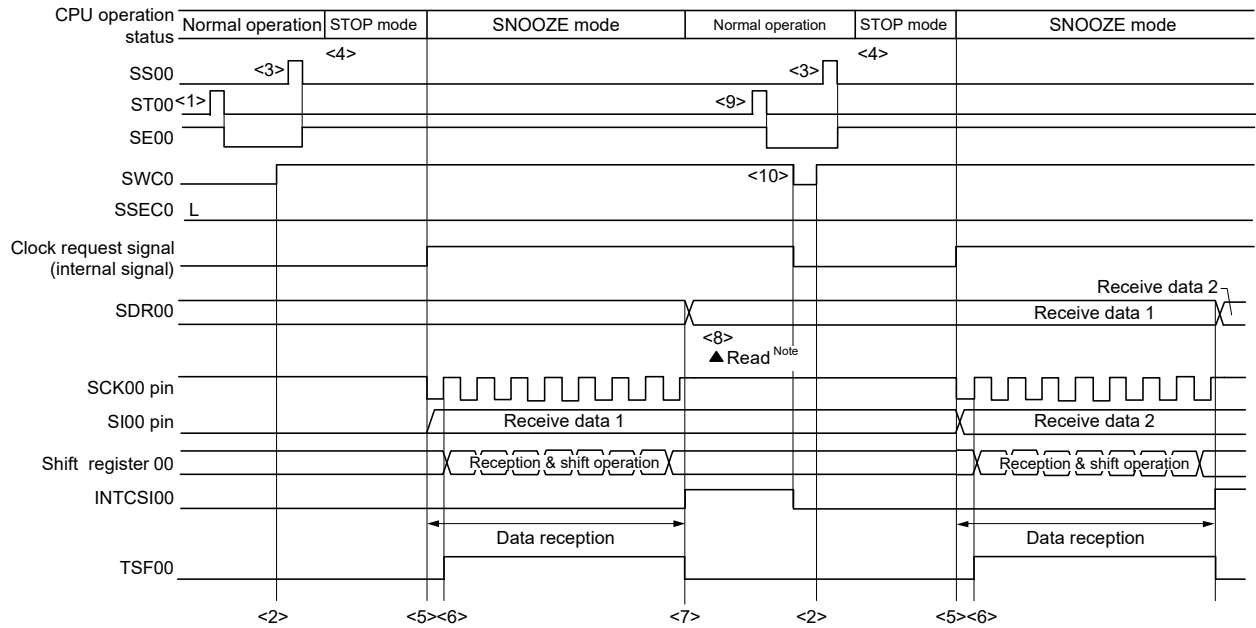 CPU operation status
Normal operation STOP mode SNOOZE mode Normal operation STOP mode SNOOZE mode
<4> <4>
SS00 <3> <3>
ST00 <1> <9>
SE00
SWC0 <10>
SSEC0 L
Clock request signal
(internal signal)
Receive data 2
SDR00 Receive data 1
<8>
▲ Read Note
SCK00 pin
SI00 pin Receive data 1 Receive data 2
Shift register 00 Reception & shift operation Reception & shift operation
INTCSI00
Data reception Data reception
TSF00
<2> <5><6> <7> <2> <5><6>